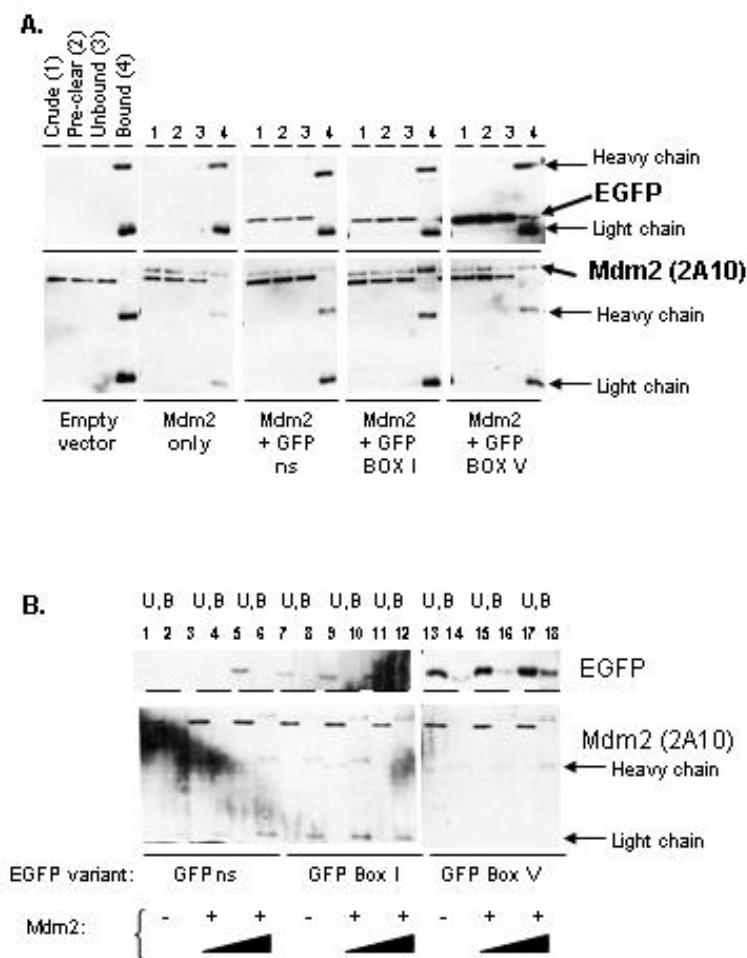 A.
Crude (1)
Pre-clear (2)
Unbound (3)
Bound (4)
1 2 3 4 1 2 3 4 1 2 3 4 1 2 3 4
Heavy chain
EGFP
Light chain
Mdm2 (2A10)
Heavy chain
Light chain
Empty vector
Mdm2 only
Mdm2 + GFP ns
Mdm2 + GFP BOX I
Mdm2 + GFP BOX V
B.
U,B U,B U,B U,B U,B U,B U,B U,B U,B
1 2 3 4 5 6 7 8 9 10 11 12 13 14 15 16 17 18
EGFP
Mdm2 (2A10)
Heavy chain
Light chain
EGFP variant: GFP ns GFP Box I GFP Box V
Mdm2: - + + - + + - + +